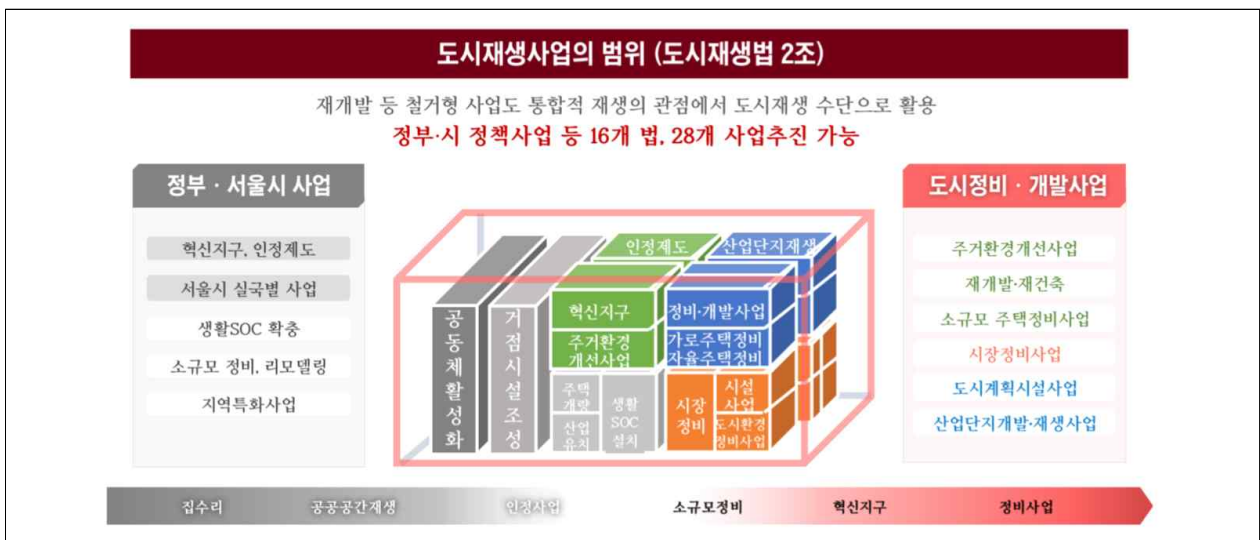 도시재생사업의 범위 (도시재생법 2조)
재개발 등 철거형 사업도 통합적 재생의 관점에서 도시재생 수단으로 활용
정부·시 정책사업 등 16개 법, 28개 사업추진 가능
정부·서울시 사업
혁신지구, 인정제도
서울시 실국별 사업
생활SOC 확충
소규모 정비, 리모델링
지역특화사업
공동체활성화
거점시설조성
인정제도
산업단지재생
혁신지구
정비·개발사업
주거환경
개선사업
가로주택정비
자율주택정비
주택
개량
산업
유치
생활
SOC
설치
시장
정비
시설
사업
도시환경
정비사업
도시정비·개발사업
주거환경개선사업
재개발·재건축
소규모 주택정비사업
시장정비사업
도시계획시설사업
산업단지개발·재생사업
집수리
공공공간재생
인정사업
소규모정비
혁신지구
정비사업